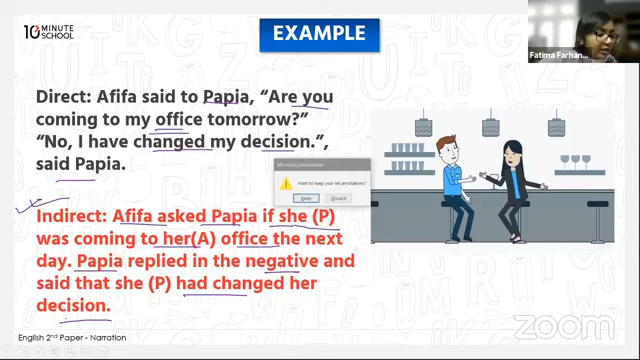 10 MINUTE
SCHOOL
EXAMPLE
Fatima Farhan...
Direct: Afifa said to Papia, “Are you
coming to my office tomorrow?”
“No, I have changed my decision.”,
said Papia.
Want to keep your ink annotations?
Keep
Discard
Indirect: Afifa asked Papia if she (P)
was coming to her(A) office the next
day. Papia replied in the negative and
said that she (P) had changed her
decision.
English 2nd Paper - Narration
zoom